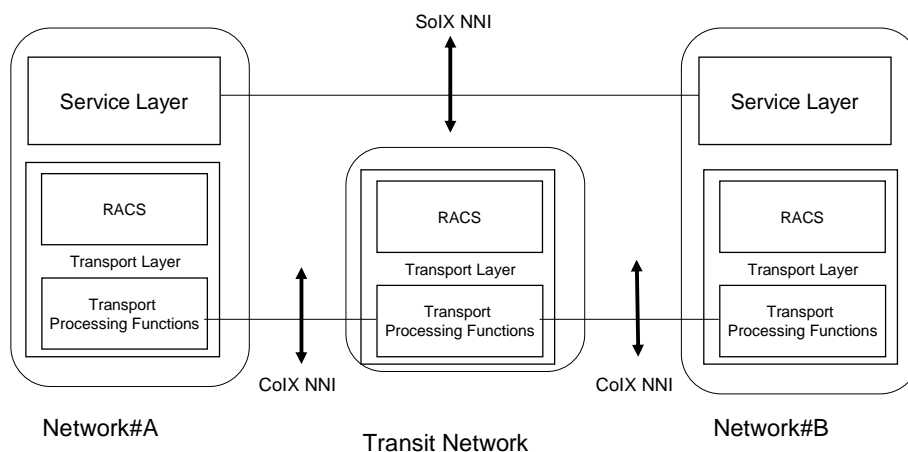 SoIX NNI
Service Layer
Service Layer
RACS
Transport Layer
Transport
Processing Functions
RACS
Transport Layer
Transport
Processing Functions
RACS
Transport Layer
Transport
Processing Functions
CoIX NNI
CoIX NNI
Network#A
Transit Network
Network#B